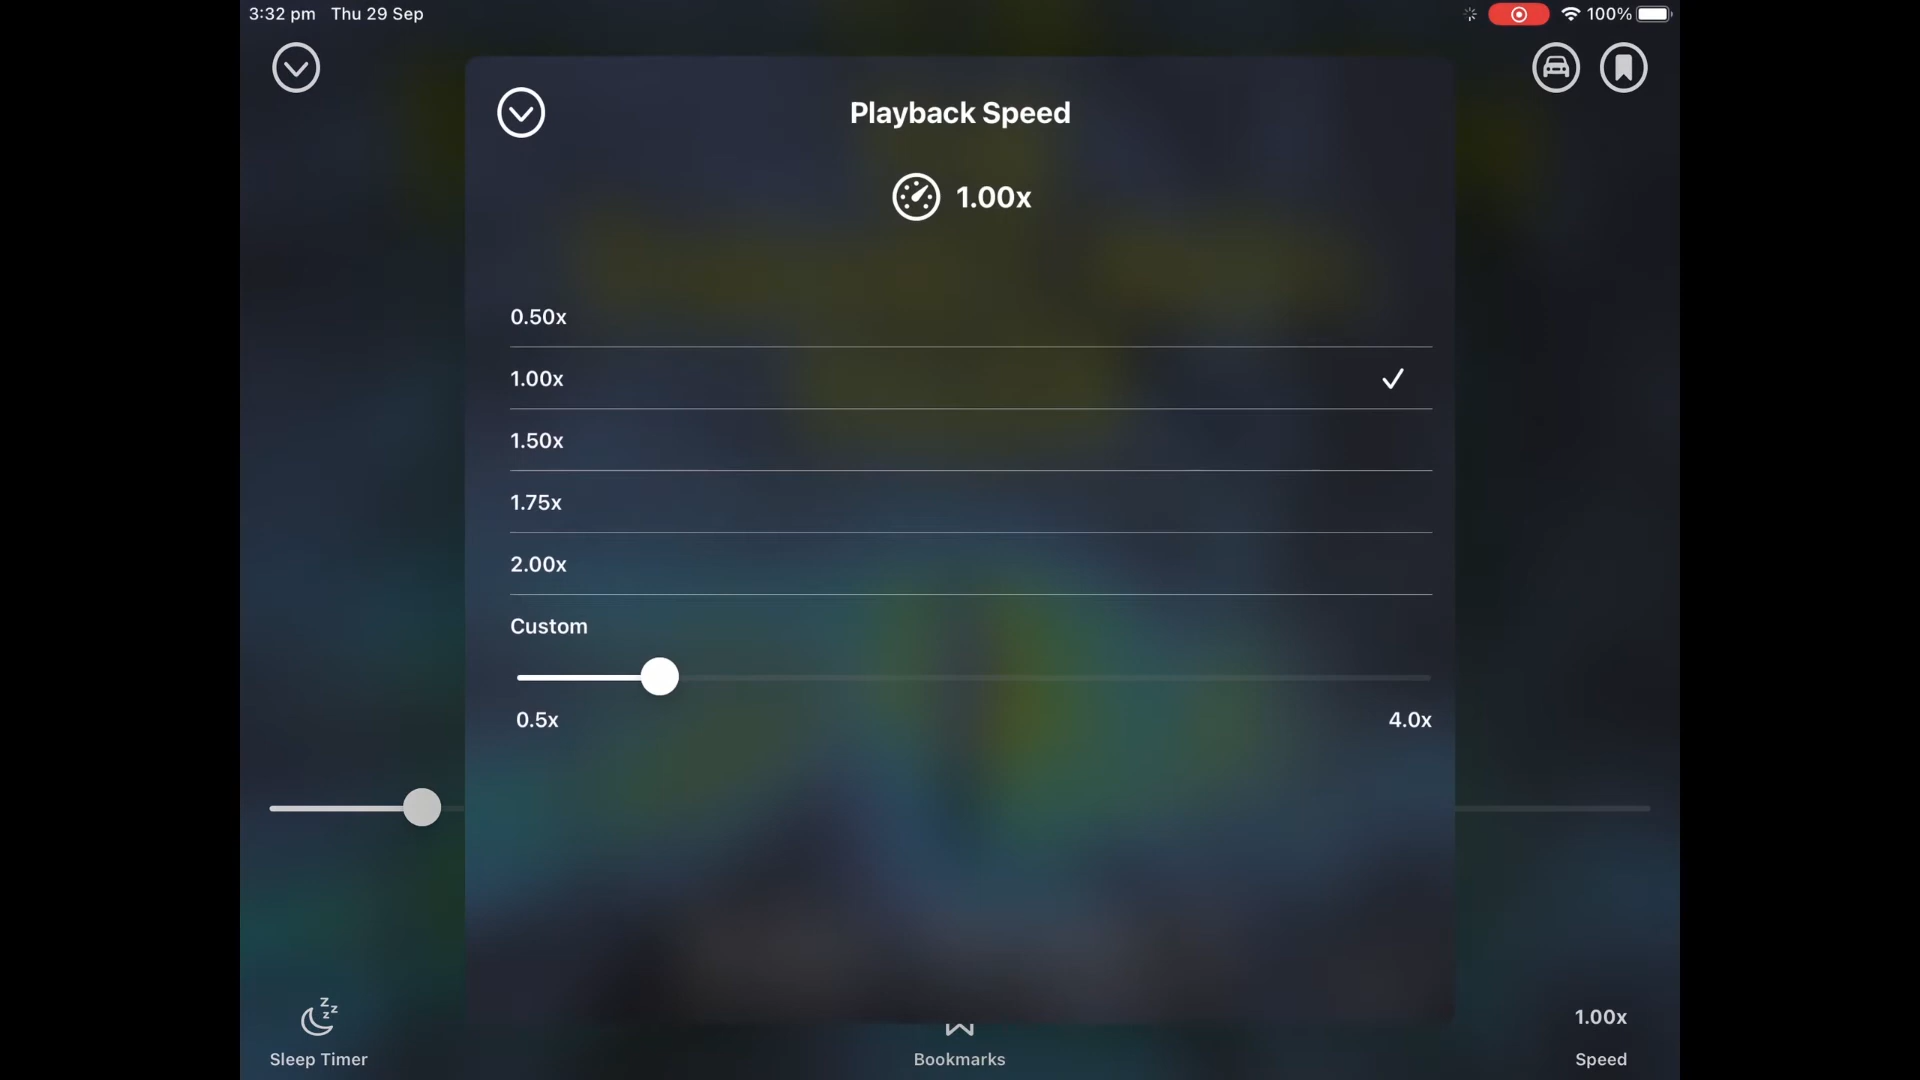 3:32 pm Thu 29 Sep
100%
Playback Speed
1.00x
0.50x
1.00x
1.50x
1.75x
2.00x
Custom
0.5x 4.0x
zzz
1.00x
Sleep Timer Bookmarks Speed